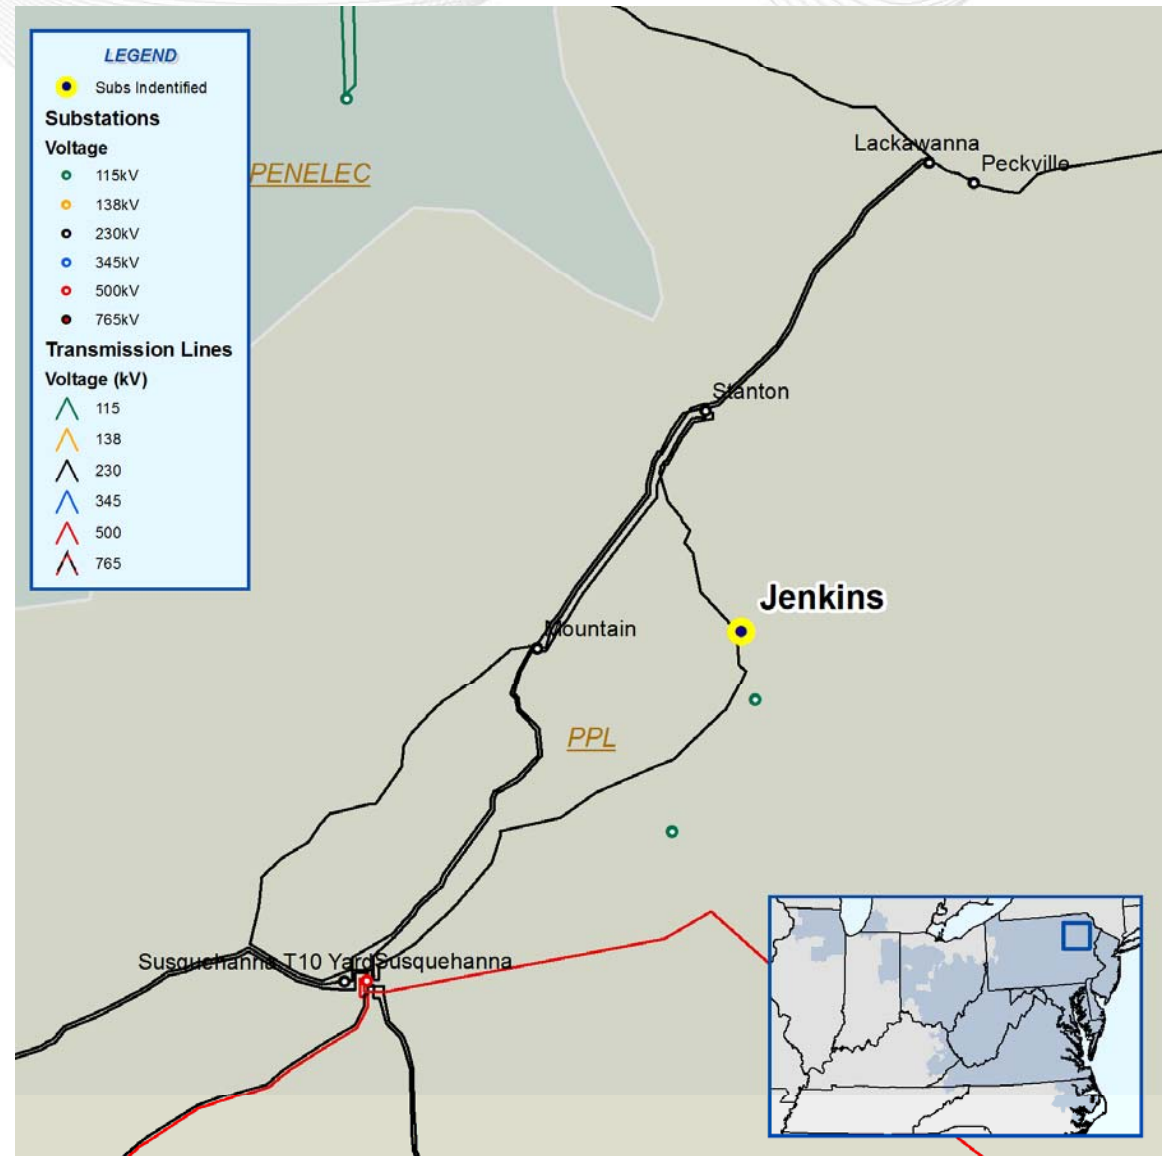 LEGEND
Subs Indentified
Substations
Voltage
115kV
138kV
230kV
345kV
500kV
765kV
Transmission Lines
Voltage (kV)
115
138
230
345
500
765
PENELEC
Lackawanna
Peckville
Stanton
Jenkins
Mountain
PPL
Susquehanna T10 Yard
Susquehanna